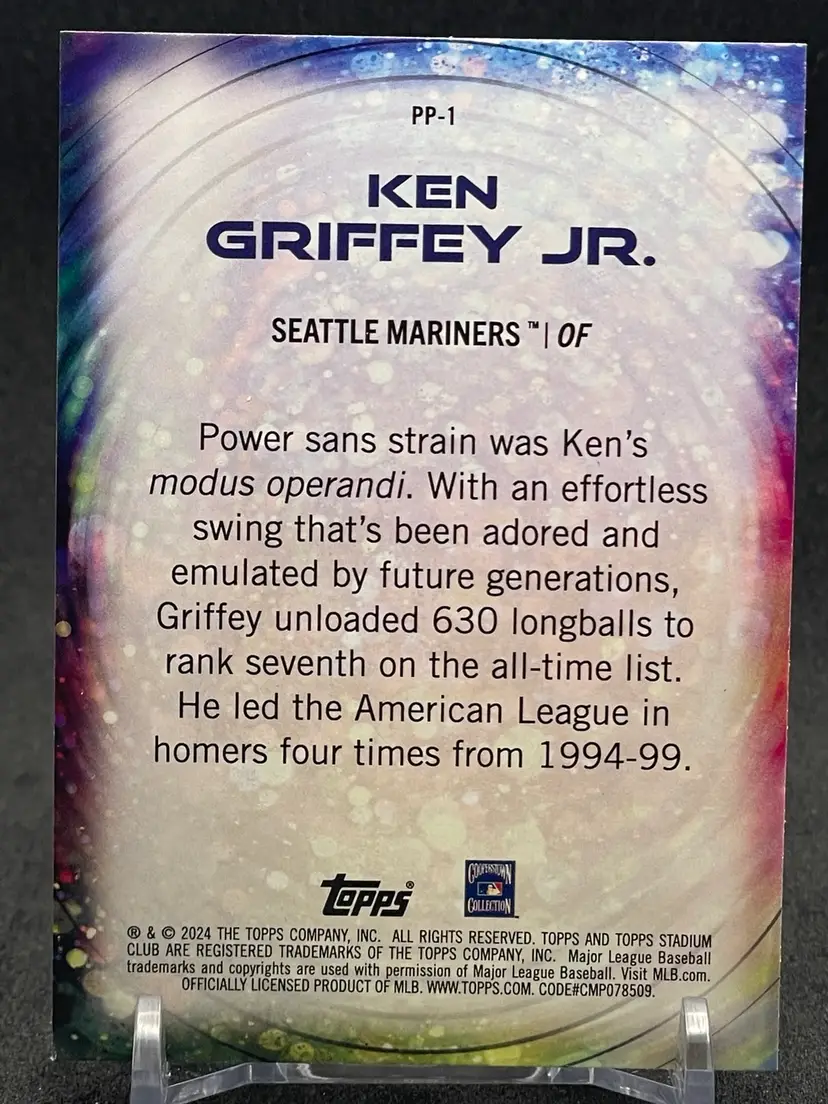 PP-1
KEN
GRIFFEY JR.
SEATTLE MARINERS ™ | OF
Power sans strain was Ken's
modus operandi. With an effortless
swing that's been adored and
emulated by future generations,
Griffey unloaded 630 longballs to
rank seventh on the all-time list.
He led the American League in
homers four times from 1994-99.
topps®
COOPERSTOWN
COLLECTION
® & © 2024 THE TOPPS COMPANY, INC. ALL RIGHTS RESERVED. TOPPS AND TOPPS STADIUM
CLUB ARE REGISTERED TRADEMARKS OF THE TOPPS COMPANY, INC. Major League Baseball
trademarks and copyrights are used with permission of Major League Baseball. Visit MLB.com.
OFFICIALLY LICENSED PRODUCT OF MLB. WWW.TOPPS.COM. CODE#CMP078509.